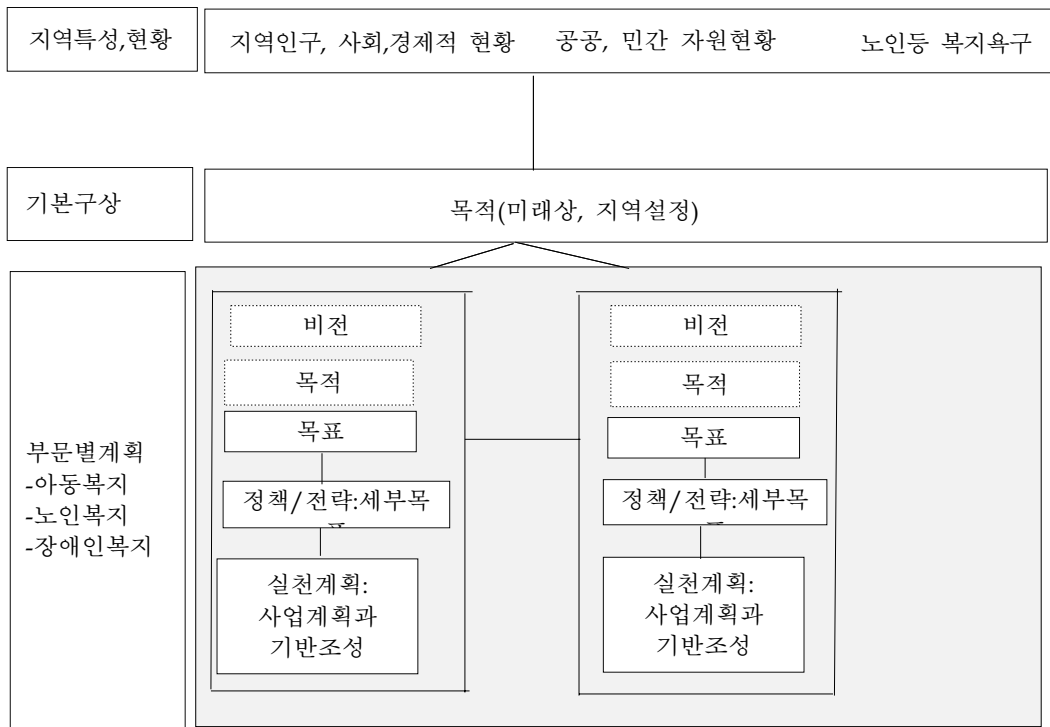 지역특성,현황
지역인구, 사회,경제적 현황 공공, 민간 자원현황 노인등 복지욕구
기본구상
목적(미래상, 지역설정)
부문별계획
-아동복지
-노인복지
-장애인복지
비전
목적
목표
정책/전략:세부목
표
실천계획:
사업계획과
기반조성
비전
목적
목표
정책/전략:세부목
표
실천계획:
사업계획과
기반조성